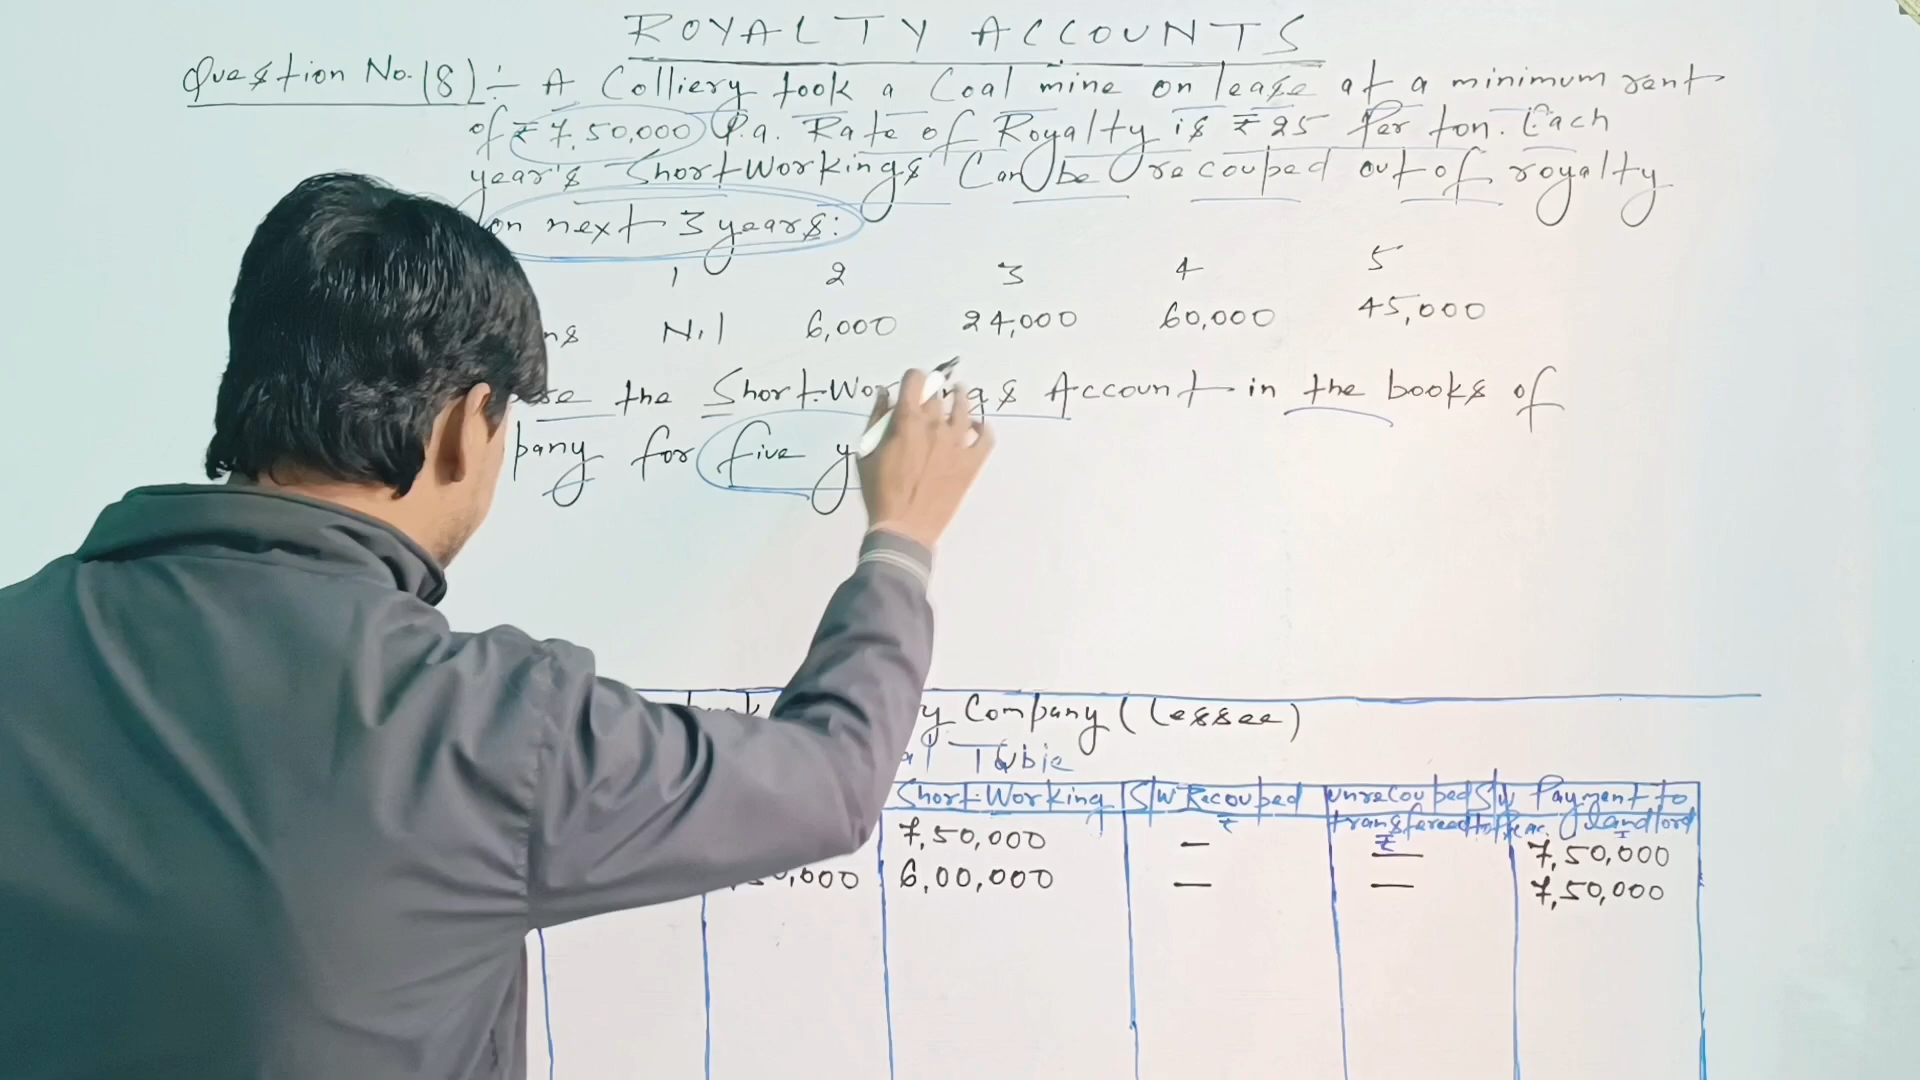 ROYALTY ACCOUNTS
Question No. (8) :- A Colliery took a Coal mine on lease at a minimum rent
of ₹ 7,50,000 P.a. Rate of Royalty is ₹ 25 Per ton. Each
year's ShortWorkings Can be recouped out of royalty
on next 3 years:
1 2 3 4 5
Nil 6,000 24,000 60,000 45,000
the Short-Workings Account in the books of
pany for five y
y Company (Lessee)
Table
Short-Working S/W Recouped unrecouped S/W Payment to
₹ landlord
₹
7,50,000 — — 7,50,000
,000 6,00,000 — — 7,50,000